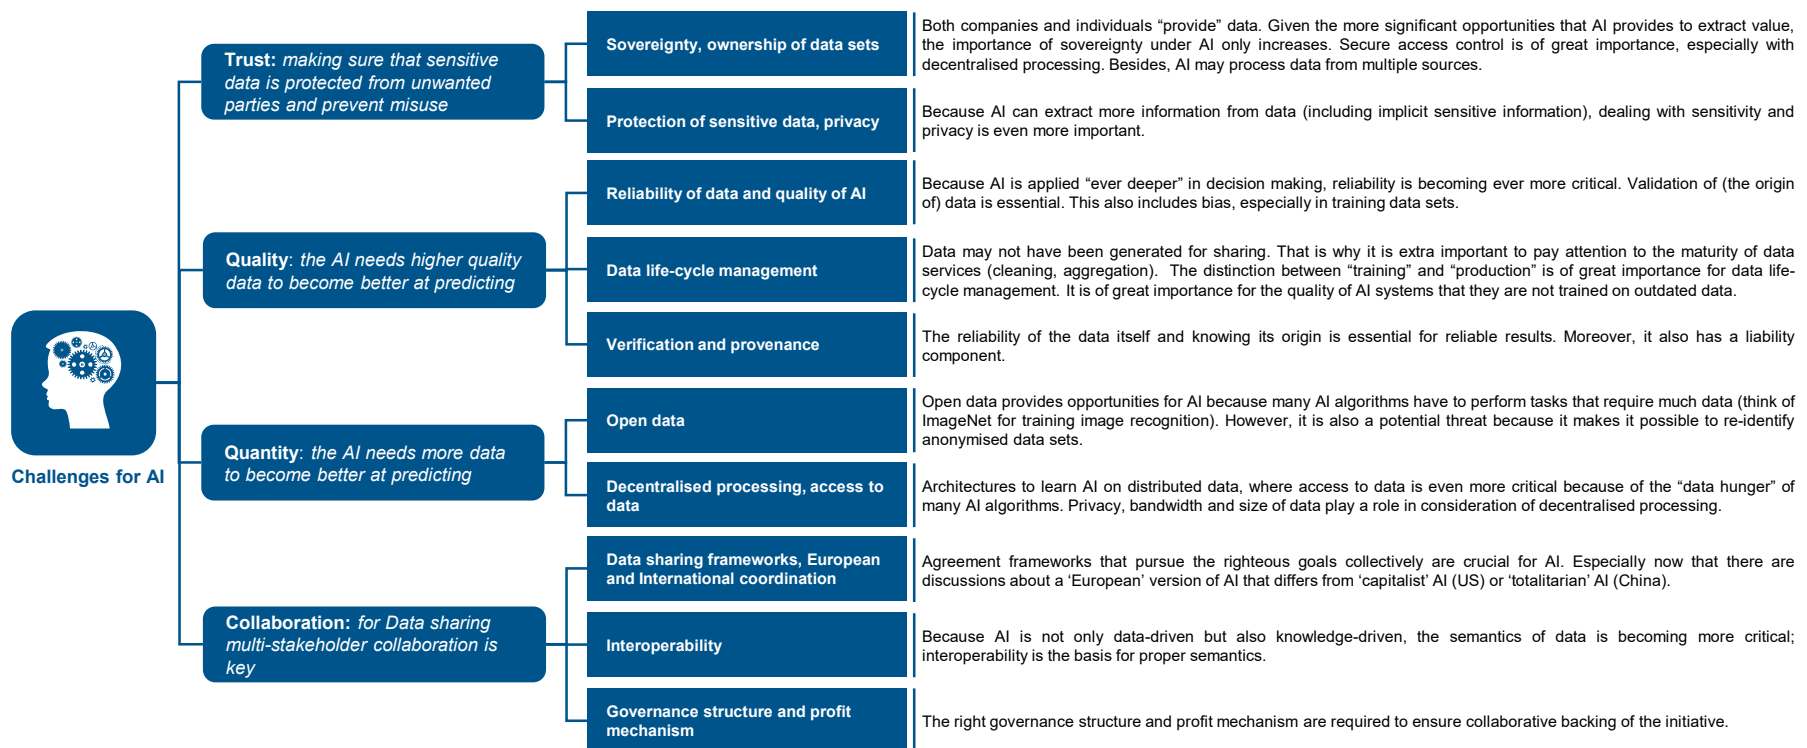 Challenges for AI
Trust: making sure that sensitive
data is protected from unwanted
parties and prevent misuse
Sovereignty, ownership of data sets
Both companies and individuals “provide” data. Given the more significant opportunities that AI provides to extract value,
the importance of sovereignty under AI only increases. Secure access control is of great importance, especially with
decentralised processing. Besides, AI may process data from multiple sources.
Protection of sensitive data, privacy
Because AI can extract more information from data (including implicit sensitive information), dealing with sensitivity and
privacy is even more important.
Quality: the AI needs higher quality
data to become better at predicting
Reliability of data and quality of AI
Because AI is applied “ever deeper” in decision making, reliability is becoming ever more critical. Validation of (the origin
of) data is essential. This also includes bias, especially in training data sets.
Data life-cycle management
Data may not have been generated for sharing. That is why it is extra important to pay attention to the maturity of data
services (cleaning, aggregation). The distinction between “training” and “production” is of great importance for data life-
cycle management. It is of great importance for the quality of AI systems that they are not trained on outdated data.
Verification and provenance
The reliability of the data itself and knowing its origin is essential for reliable results. Moreover, it also has a liability
component.
Quantity: the AI needs more data
to become better at predicting
Open data
Open data provides opportunities for AI because many AI algorithms have to perform tasks that require much data (think of
ImageNet for training image recognition). However, it is also a potential threat because it makes it possible to re-identify
anonymised data sets.
Decentralised processing, access to
data
Architectures to learn AI on distributed data, where access to data is even more critical because of the “data hunger” of
many AI algorithms. Privacy, bandwidth and size of data play a role in consideration of decentralised processing.
Collaboration: for Data sharing
multi-stakeholder collaboration is
key
Data sharing frameworks, European
and International coordination
Agreement frameworks that pursue the righteous goals collectively are crucial for AI. Especially now that there are
discussions about a ‘European’ version of AI that differs from ‘capitalist’ AI (US) or ‘totalitarian’ AI (China).
Interoperability
Because AI is not only data-driven but also knowledge-driven, the semantics of data is becoming more critical;
interoperability is the basis for proper semantics.
Governance structure and profit
mechanism
The right governance structure and profit mechanism are required to ensure collaborative backing of the initiative.